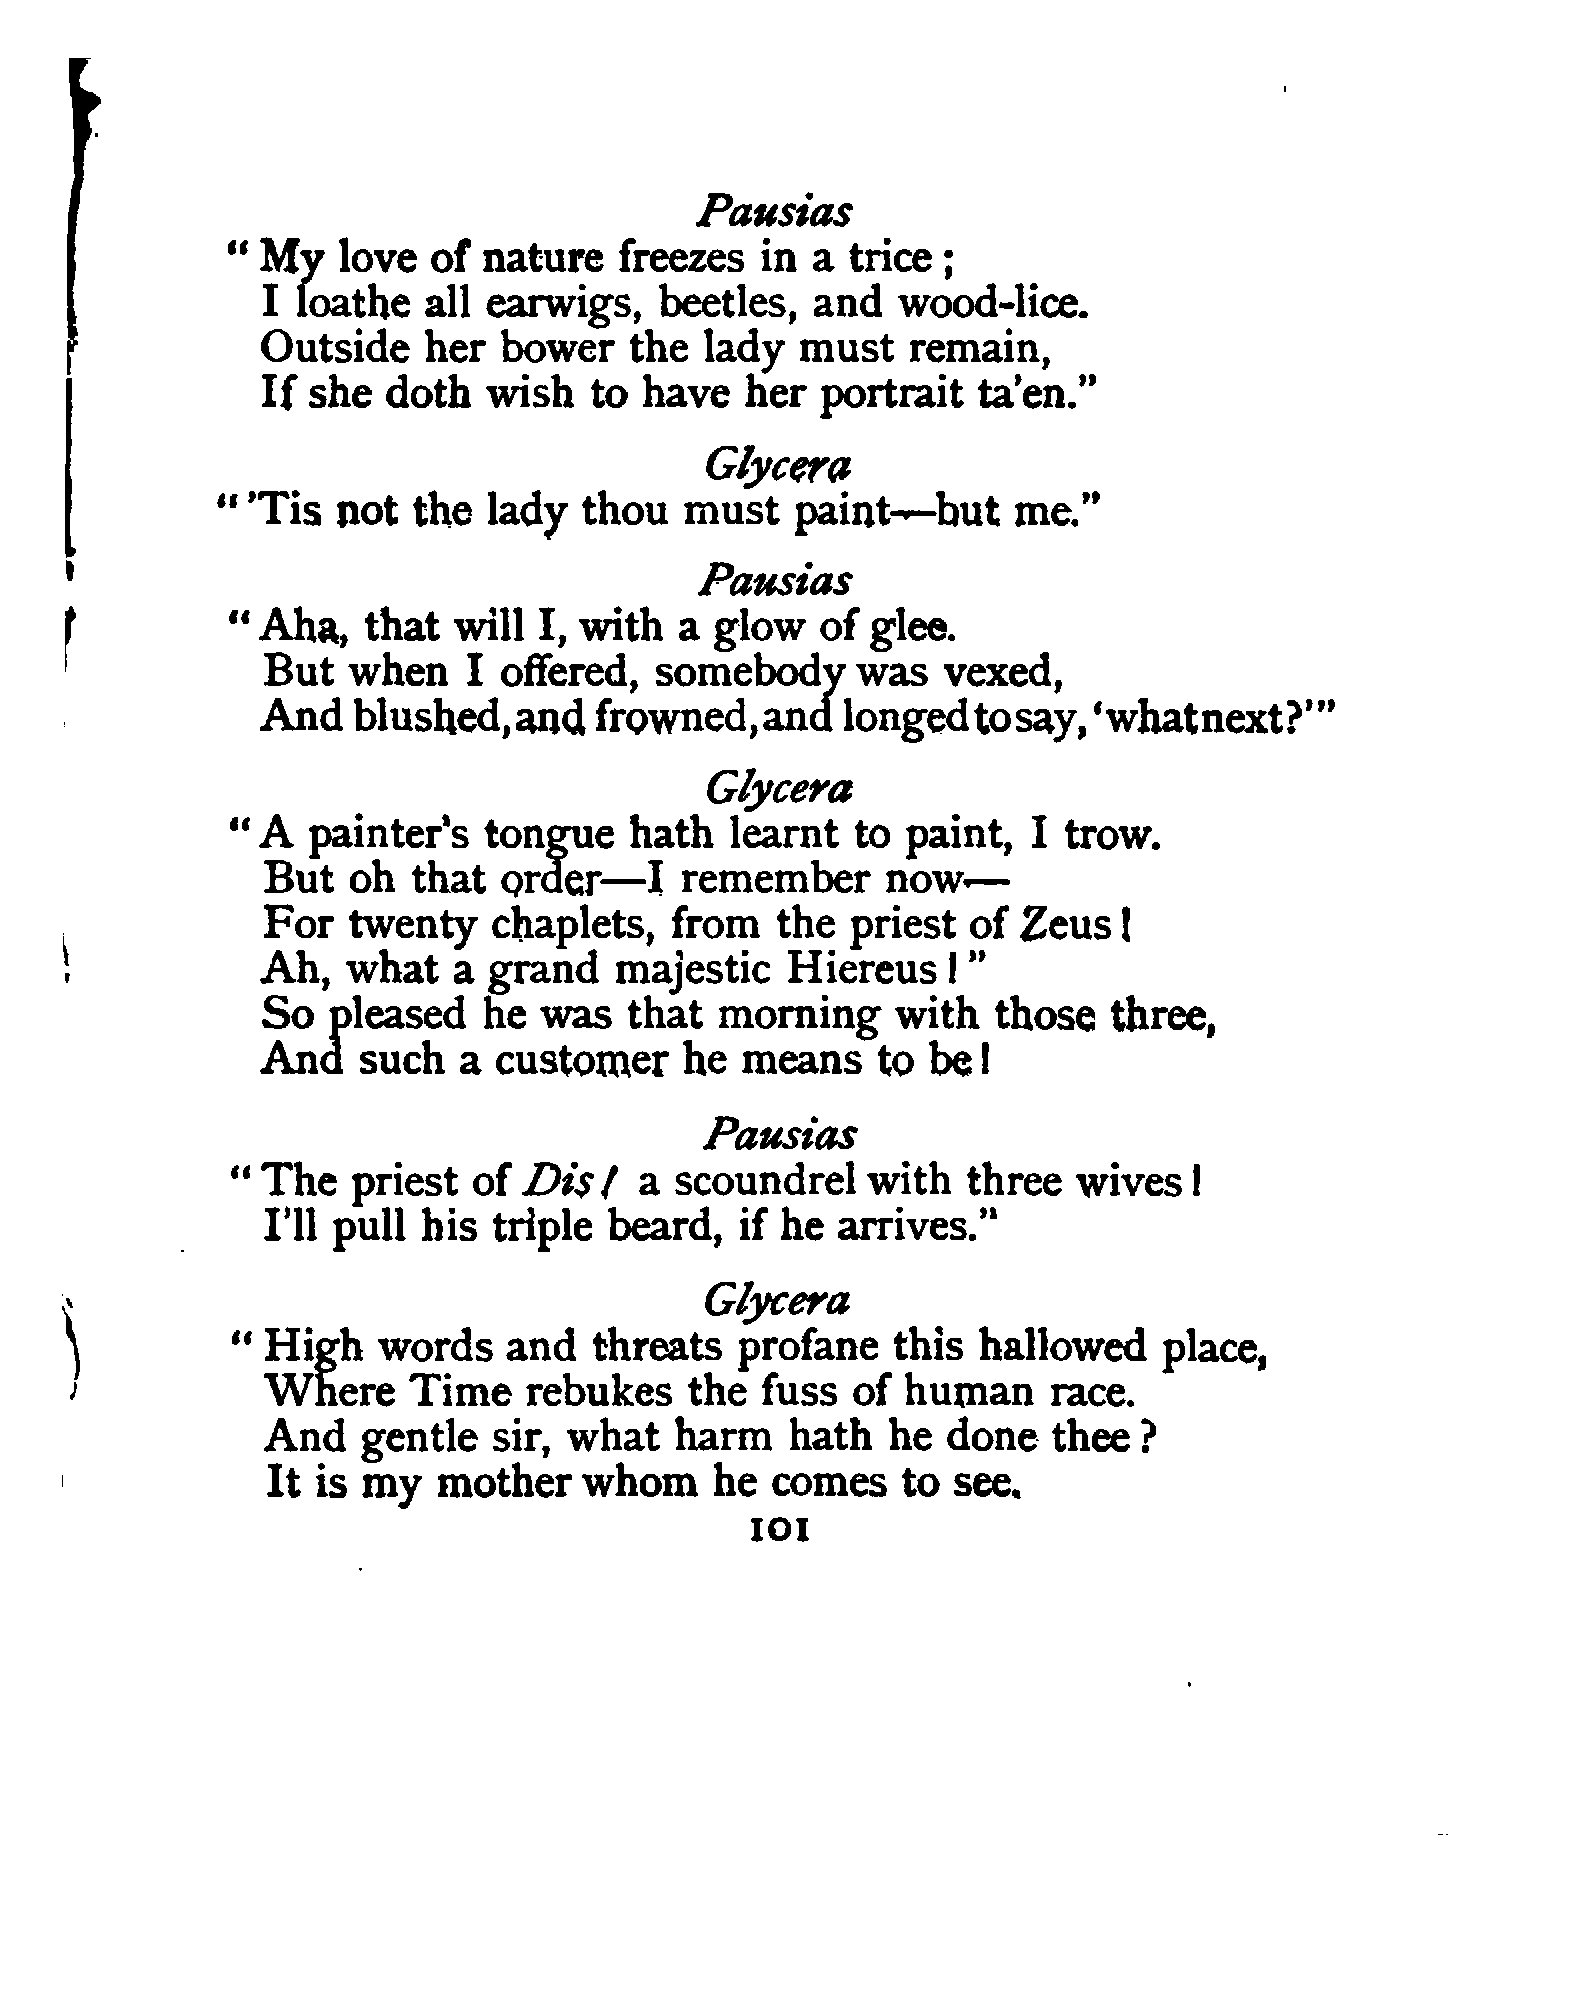 Pausias
“ My love of nature freezes in a trice ;
I loathe all earwigs, beetles, and wood-lice.
Outside her bower the lady must remain,
If she doth wish to have her portrait ta’en.”
Glycera
“ ’Tis not the lady thou must paint—but me.”
Pausias
“ Aha, that will I, with a glow of glee.
But when I offered, somebody was vexed,
And blushed, and frowned, and longed to say, ‘what next?’”
Glycera
“ A painter’s tongue hath learnt to paint, I trow.
But oh that order—I remember now—
For twenty chaplets, from the priest of Zeus !
Ah, what a grand majestic Hiereus ! ”
So pleased he was that morning with those three,
And such a customer he means to be !
Pausias
“ The priest of Dis ! a scoundrel with three wives !
I’ll pull his triple beard, if he arrives.”
Glycera
“ High words and threats profane this hallowed place,
Where Time rebukes the fuss of human race.
And gentle sir, what harm hath he done thee ?
It is my mother whom he comes to see.
101